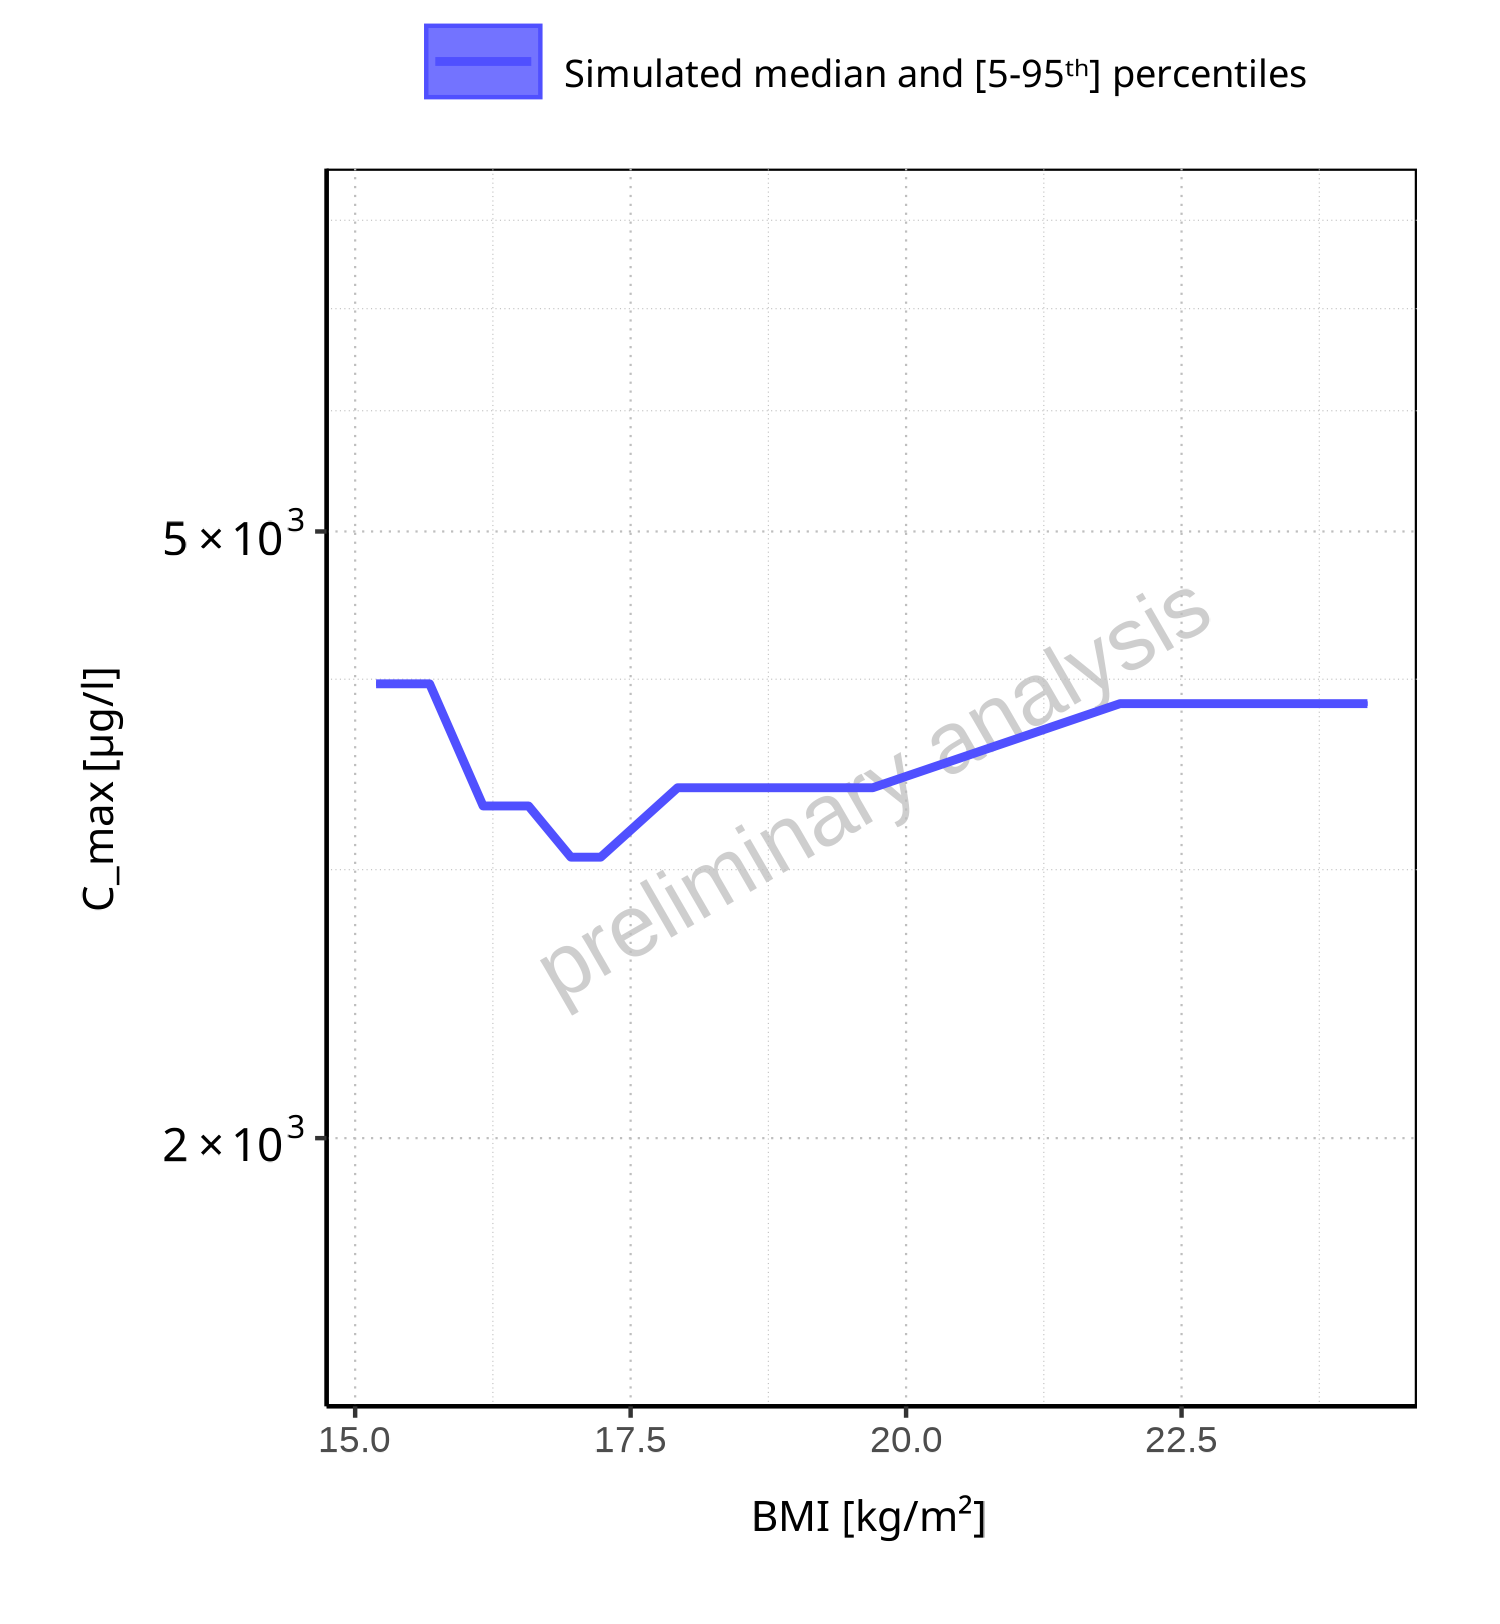 Simulated median and [5-95ᵗʰ] percentiles
5 × 10³
2 × 10³
C_max [µg/l]
preliminary analysis
15.0 17.5 20.0 22.5
BMI [kg/m²]